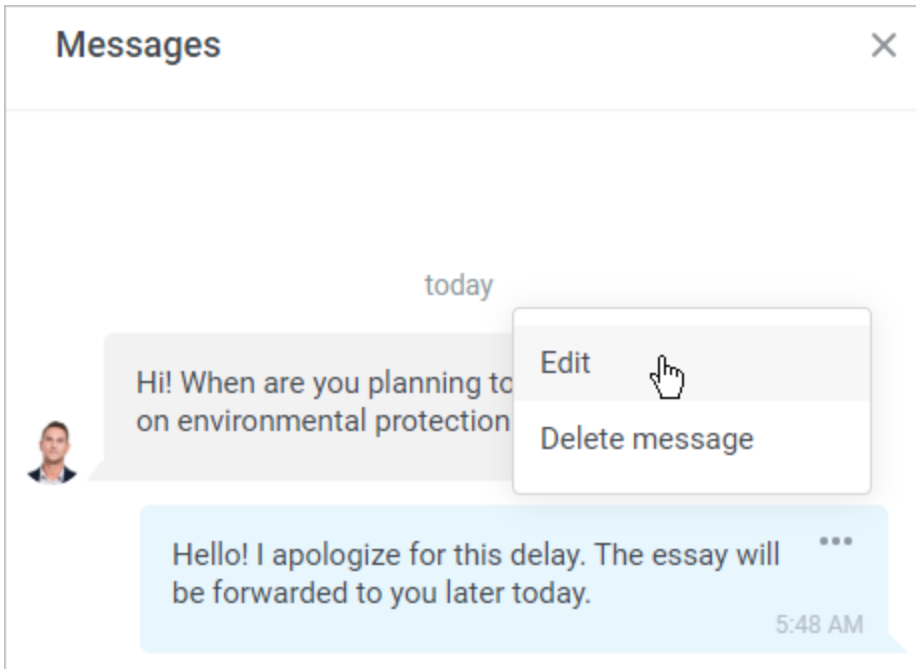 Messages
today
Hi! When are you planning to
on environmental protection
Edit
Delete message
Hello! I apologize for this delay. The essay will
be forwarded to you later today.
5:48 AM